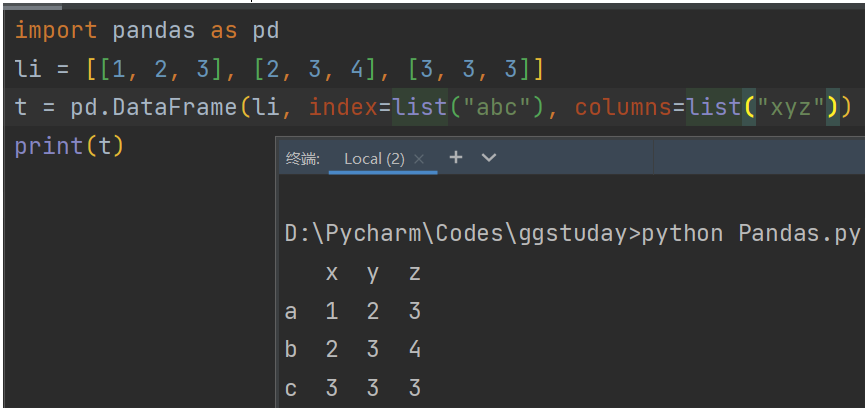 import pandas as pd
li = [[1, 2, 3], [2, 3, 4], [3, 3, 3]]
t = pd.DataFrame(li, index=list("abc"), columns=list("xyz"))
print(t)
终端: Local (2) × + 
D:\Pycharm\Codes\ggstuday>python Pandas.py
x y z
a 1 2 3
b 2 3 4
c 3 3 3